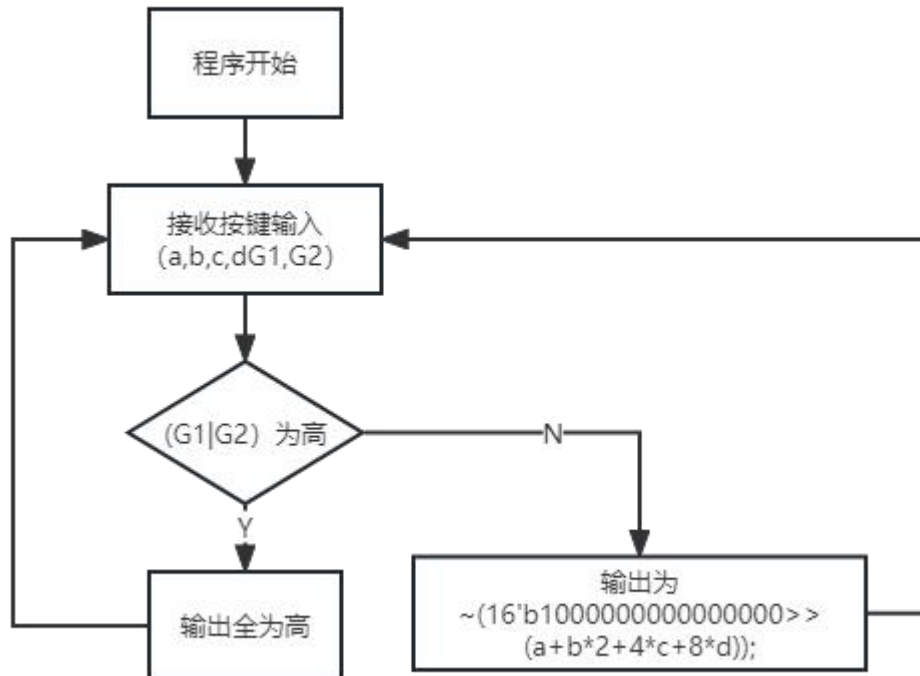 程序开始
接收按键输入
（a,b,c,dG1,G2）
（G1|G2）为高
N
Y
输出全为高
输出为
~(16'b1000000000000000>>
(a+b*2+4*c+8*d));